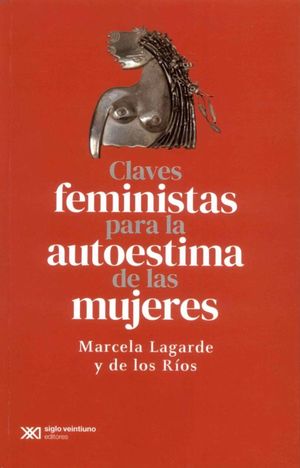 Claves
feministas
para la
autoestima
de las
mujeres
Marcela Lagarde
y de los Ríos
siglo veintiuno
editores